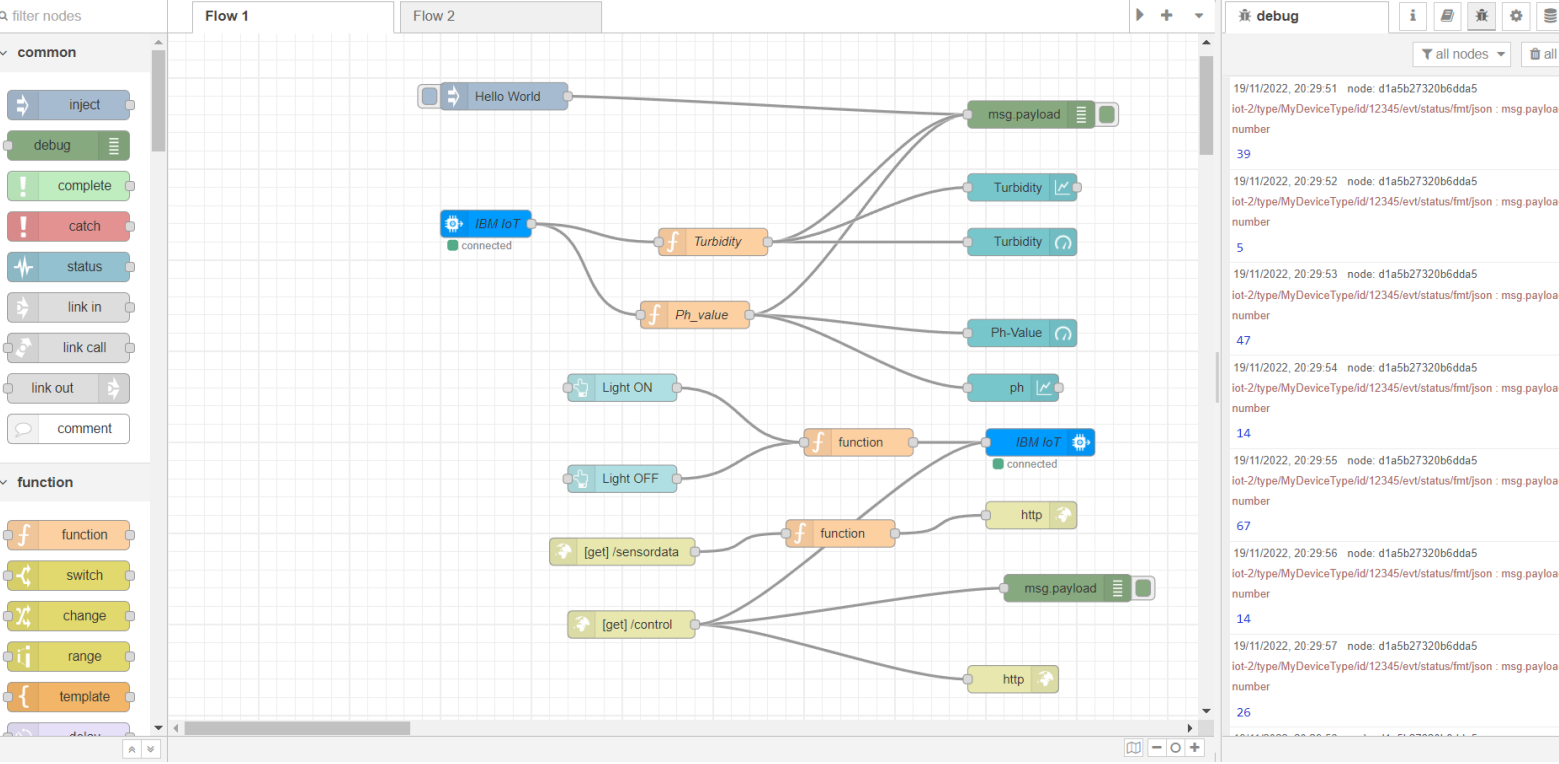 filter nodes
Flow 1
Flow 2
debug
all nodes
all
common
inject
debug
complete
catch
status
link in
link call
link out
comment
function
function
switch
change
range
template
delay
Hello World
msg.payload
Turbidity
IBM IoT
connected
Turbidity
Turbidity
Ph_value
Ph-Value
Light ON
ph
function
IBM IoT
connected
Light OFF
http
function
[get] /sensordata
msg.payload
[get] /control
http
19/11/2022, 20:29:51 node: d1a5b27320b6dda5
iot-2/type/MyDeviceType/id/12345/evt/status/fmt/json : msg.payloa
number
39
19/11/2022, 20:29:52 node: d1a5b27320b6dda5
iot-2/type/MyDeviceType/id/12345/evt/status/fmt/json : msg.payloa
number
5
19/11/2022, 20:29:53 node: d1a5b27320b6dda5
iot-2/type/MyDeviceType/id/12345/evt/status/fmt/json : msg.payloa
number
47
19/11/2022, 20:29:54 node: d1a5b27320b6dda5
iot-2/type/MyDeviceType/id/12345/evt/status/fmt/json : msg.payloa
number
14
19/11/2022, 20:29:55 node: d1a5b27320b6dda5
iot-2/type/MyDeviceType/id/12345/evt/status/fmt/json : msg.payloa
number
67
19/11/2022, 20:29:56 node: d1a5b27320b6dda5
iot-2/type/MyDeviceType/id/12345/evt/status/fmt/json : msg.payloa
number
14
19/11/2022, 20:29:57 node: d1a5b27320b6dda5
iot-2/type/MyDeviceType/id/12345/evt/status/fmt/json : msg.payloa
number
26